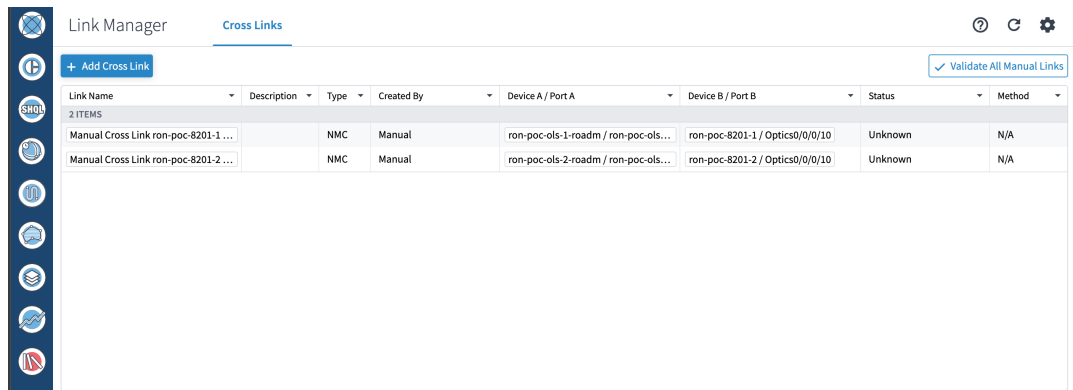 Link Manager
Cross Links
+ Add Cross Link
Validate All Manual Links
Link Name Description Type Created By Device A / Port A Device B / Port B Status Method
2 ITEMS
Manual Cross Link ron-poc-8201-1 ... NMC Manual ron-poc-ols-1-roadm / ron-poc-ols... ron-poc-8201-1 / Optics0/0/0/10 Unknown N/A
Manual Cross Link ron-poc-8201-2 ... NMC Manual ron-poc-ols-2-roadm / ron-poc-ols... ron-poc-8201-2 / Optics0/0/0/10 Unknown N/A
SHQL